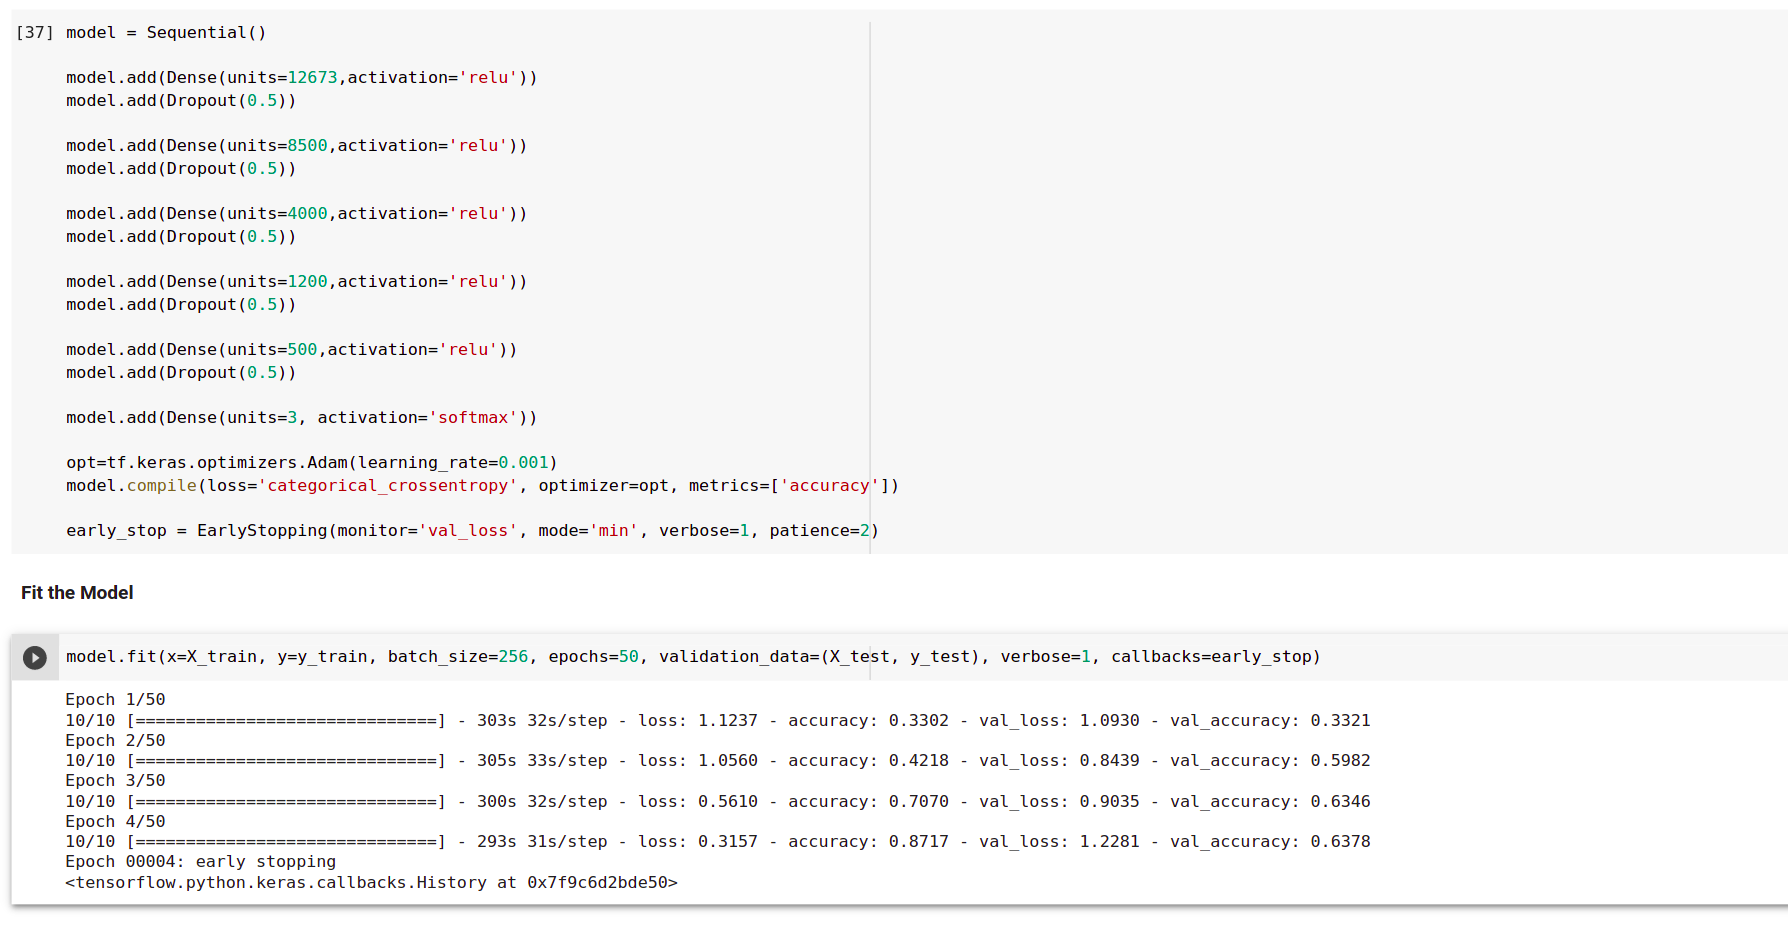 [37] model = Sequential()
model.add(Dense(units=12673,activation='relu'))
model.add(Dropout(0.5))
model.add(Dense(units=8500,activation='relu'))
model.add(Dropout(0.5))
model.add(Dense(units=4000,activation='relu'))
model.add(Dropout(0.5))
model.add(Dense(units=1200,activation='relu'))
model.add(Dropout(0.5))
model.add(Dense(units=500,activation='relu'))
model.add(Dropout(0.5))
model.add(Dense(units=3, activation='softmax'))
opt=tf.keras.optimizers.Adam(learning_rate=0.001)
model.compile(loss='categorical_crossentropy', optimizer=opt, metrics=['accuracy'])
early_stop = EarlyStopping(monitor='val_loss', mode='min', verbose=1, patience=2)
Fit the Model
model.fit(x=X_train, y=y_train, batch_size=256, epochs=50, validation_data=(X_test, y_test), verbose=1, callbacks=early_stop)
Epoch 1/50
10/10 [==============================] - 303s 32s/step - loss: 1.1237 - accuracy: 0.3302 - val_loss: 1.0930 - val_accuracy: 0.3321
Epoch 2/50
10/10 [==============================] - 305s 33s/step - loss: 1.0560 - accuracy: 0.4218 - val_loss: 0.8439 - val_accuracy: 0.5982
Epoch 3/50
10/10 [==============================] - 300s 32s/step - loss: 0.5610 - accuracy: 0.7070 - val_loss: 0.9035 - val_accuracy: 0.6346
Epoch 4/50
10/10 [==============================] - 293s 31s/step - loss: 0.3157 - accuracy: 0.8717 - val_loss: 1.2281 - val_accuracy: 0.6378
Epoch 00004: early stopping
<tensorflow.python.keras.callbacks.History at 0x7f9c6d2bde50>